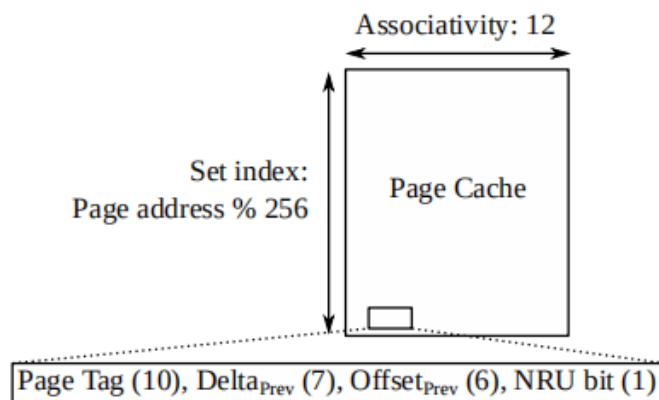 Associativity: 12
Set index:
Page address % 256
Page Cache
Page Tag (10), DeltaPrev (7), OffsetPrev (6), NRU bit (1)